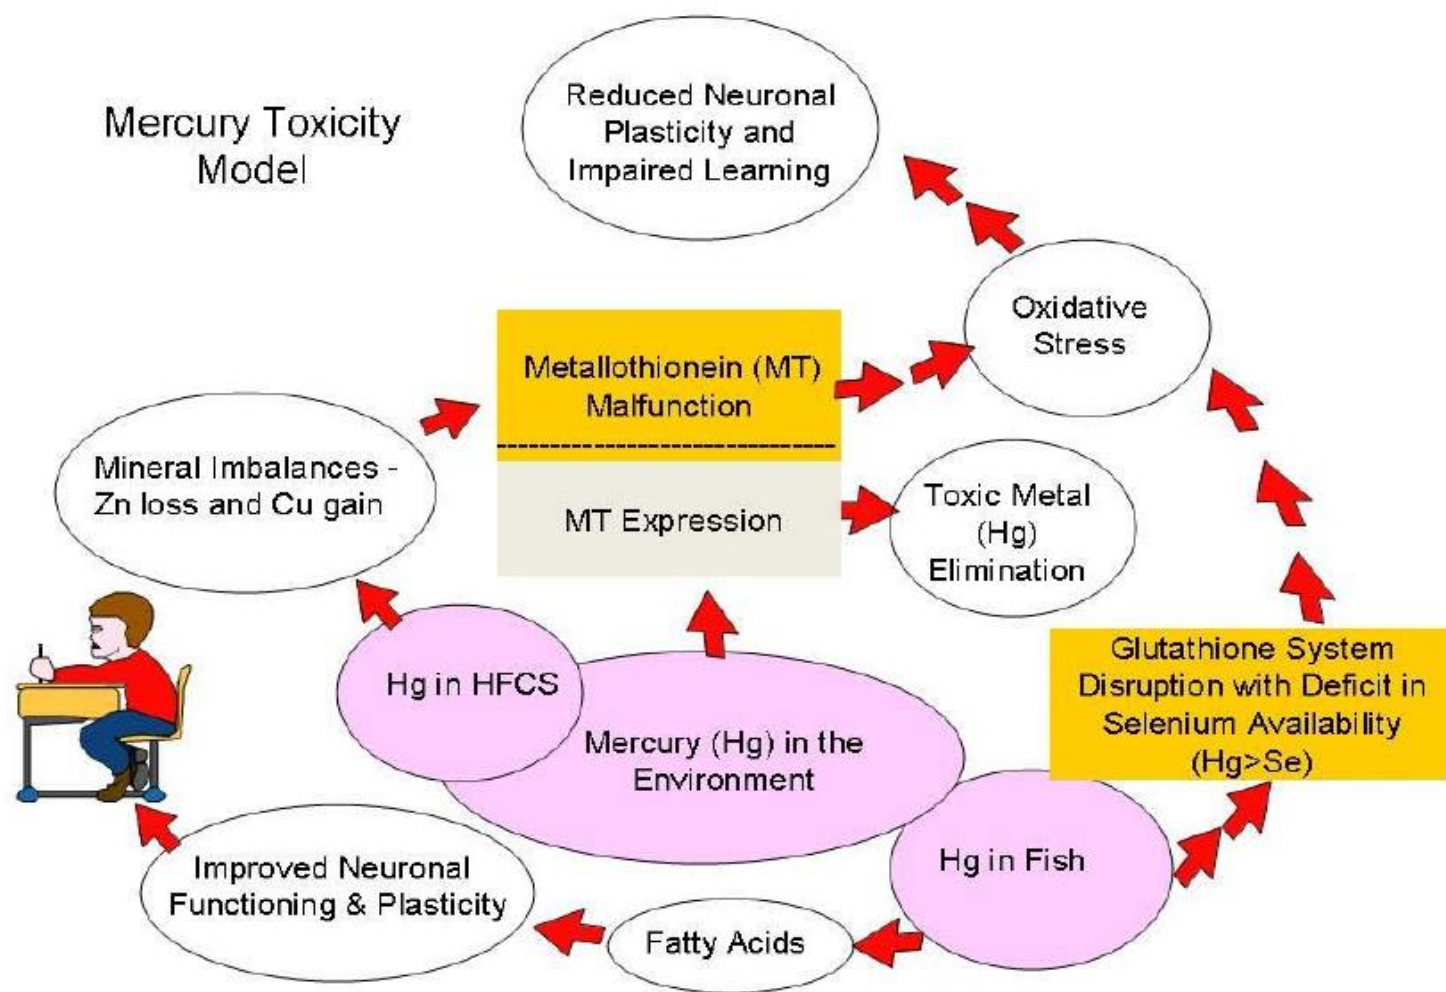 Mercury Toxicity
Model
Reduced Neuronal
Plasticity and
Impaired Learning
Oxidative
Stress
Metallothionein (MT)
Malfunction
Mineral Imbalances -
Zn loss and Cu gain
MT Expression
Toxic Metal
(Hg)
Elimination
Glutathione System
Disruption with Deficit in
Selenium Availability
(Hg>Se)
Hg in HFCS
Mercury (Hg) in the
Environment
Hg in Fish
Improved Neuronal
Functioning & Plasticity
Fatty Acids